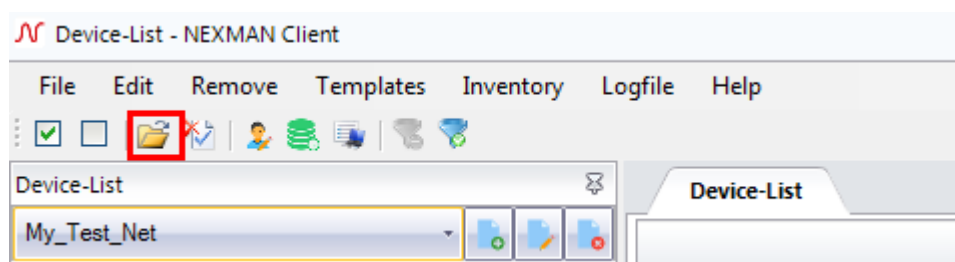 Device-List - NEXMAN Client
File Edit Remove Templates Inventory Logfile Help
Device-List
Device-List
My_Test_Net